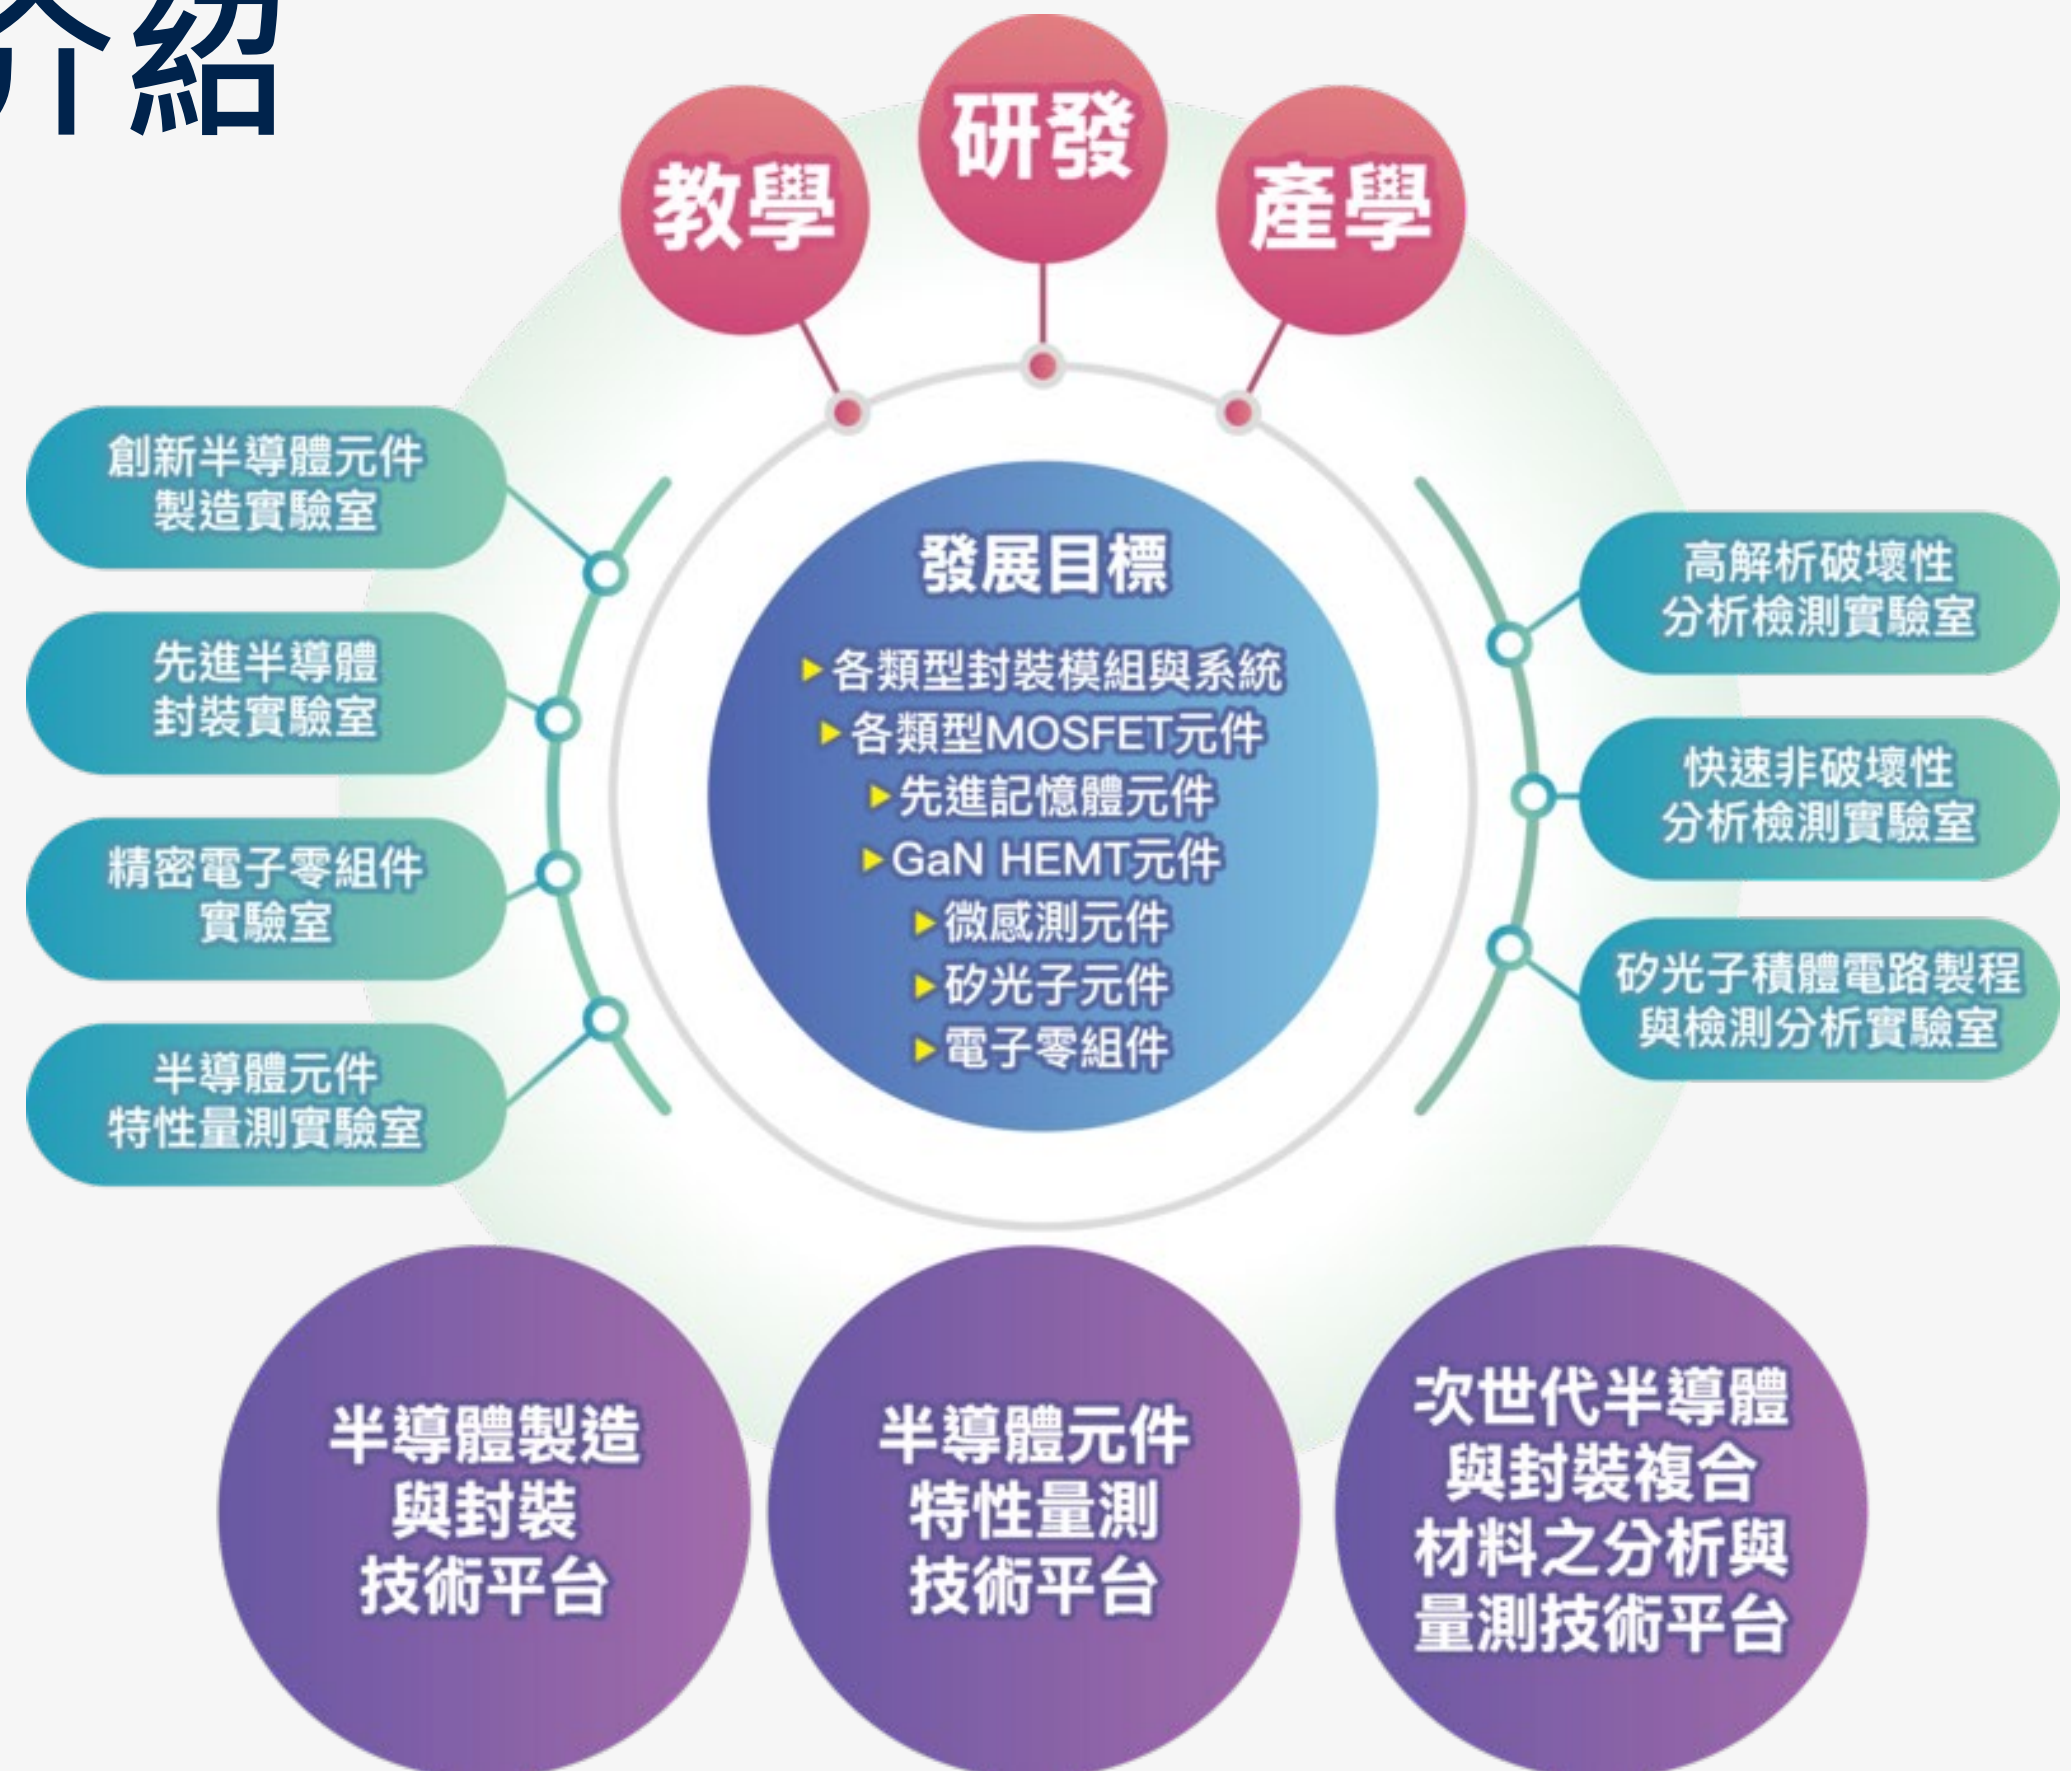 介紹
教學
研發
產學
創新半導體元件
製造實驗室
先進半導體
封裝實驗室
精密電子零組件
實驗室
半導體元件
特性量測實驗室
發展目標
▶各類型封裝模組與系統
▶各類型MOSFET元件
▶先進記憶體元件
▶GaN HEMT元件
▶微感測元件
▶矽光子元件
▶電子零組件
高解析破壞性
分析檢測實驗室
快速非破壞性
分析檢測實驗室
矽光子積體電路製程
與檢測分析實驗室
半導體製造
與封裝
技術平台
半導體元件
特性量測
技術平台
次世代半導體
與封裝複合
材料之分析與
量測技術平台